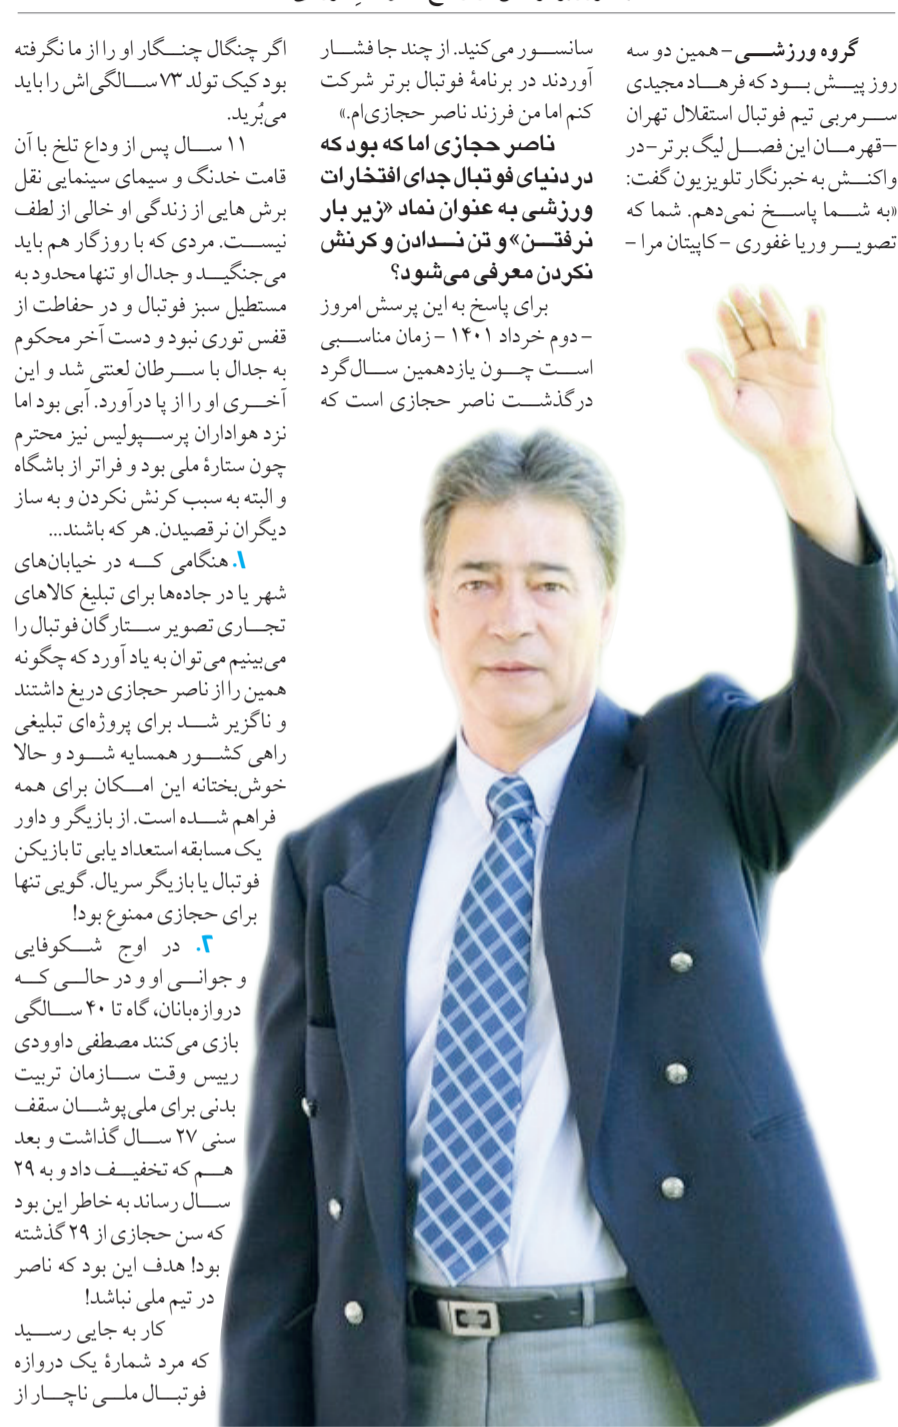 گروه ورزشی – همین دو سه
روز پیش بود که فرهاد مجیدی
سرمربی تیم فوتبال استقلال تهران
–قهرمان این فصل لیگ برتر–در
واکنش به خبرنگار تلویزیون گفت:
«به شما پاسخ نمی‌دهم. شما که
تصویر وریا غفوری – کاپیتان مرا –
سانسور می‌کنید. از چند جا فشار
آوردند در برنامهٔ فوتبال برتر شرکت
کنم اما من فرزند ناصر حجازی‌ام.»
ناصر حجازی اما که بود که
در دنیای فوتبال جدای افتخارات
ورزشی به عنوان نماد «زیر بار
نرفتن» و تن ندادن و کرنش
نکردن معرفی می‌شود؟
برای پاسخ به این پرسش امروز
– دوم خرداد ۱۴۰۱ – زمان مناسبی
است چون یازدهمین سال‌گرد
درگذشت ناصر حجازی است که
اگر چنگال چنگار او را از ما نگرفته
بود کیک تولد ۷۳ سالگی‌اش را باید
می‌بُرید.
۱۱ سال پس از وداع تلخ با آن
قامت خدنگ و سیمای سینمایی نقل
برش هایی از زندگی او خالی از لطف
نیست. مردی که با روزگار هم باید
می‌جنگید و جدال او تنها محدود به
مستطیل سبز فوتبال و در حفاطت از
قفس توری نبود و دست آخر محکوم
به جدال با سرطان لعنتی شد و این
آخری او را از پا درآورد. آبی بود اما
نزد هواداران پرسپولیس نیز محترم
چون ستارهٔ ملی بود و فراتر از باشگاه
و البته به سبب کرنش نکردن و به ساز
دیگران نرقصیدن. هر که باشند...
۱. هنگامی که در خیابان‌های
شهر یا در جاده‌ها برای تبلیغ کالاهای
تجاری تصویر ستارگان فوتبال را
می‌بینیم می‌توان به یاد آورد که چگونه
همین را از ناصر حجازی دریغ داشتند
و ناگزیر شد برای پروژه‌ای تبلیغی
راهی کشور همسایه شود و حالا
خوش‌بختانه این امکان برای همه
فراهم شده است. از بازیگر و داور
یک مسابقه استعداد یابی تا بازیکن
فوتبال یا بازیگر سریال. گویی تنها
برای حجازی ممنوع بود!
۲. در اوج شکوفایی
و جوانی او و در حالی که
دروازه‌بانان، گاه تا ۴۰ سالگی
بازی می‌کنند مصطفی داوودی
رییس وقت سازمان تربیت
بدنی برای ملی‌پوشان سقف
سنی ۲۷ سال گذاشت و بعد
هم که تخفیف داد و به ۲۹
سال رساند به خاطر این بود
که سن حجازی از ۲۹ گذشته
بود! هدف این بود که ناصر
در تیم ملی نباشد!
کار به جایی رسید
که مرد شمارهٔ یک دروازه
فوتبال ملی ناچار از